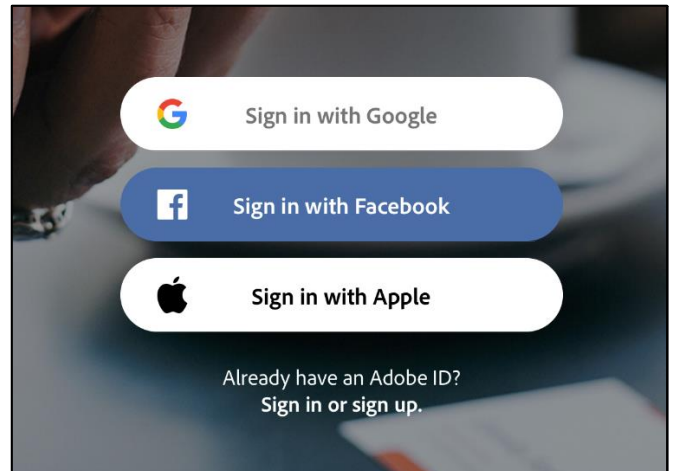 Sign in with Google
Sign in with Facebook
Sign in with Apple
Already have an Adobe ID?
Sign in or sign up.